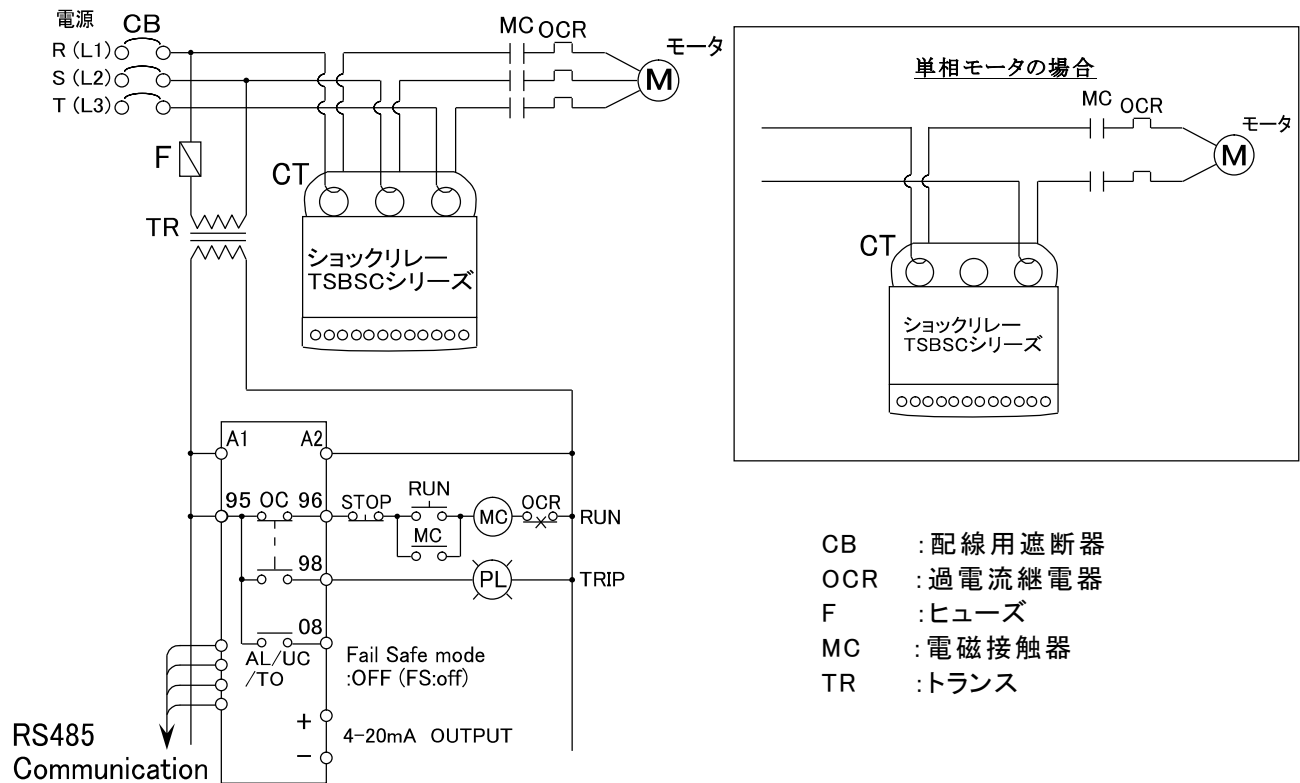 電源 CB
R (L1)
S (L2)
T (L3)
MC OCR
モータ
M
F
TR
CT
ショックリレー
TSBSCシリーズ
単相モータの場合
MC OCR
モータ
M
CT
ショックリレー
TSBSCシリーズ
A1 A2
95 OC 96 STOP RUN MC OCR RUN
MC
98 PL TRIP
08
AL/UC
/TO
Fail Safe mode
:OFF (FS:off)
+
4-20mA OUTPUT
−
RS485
Communication
CB :配線用遮断器
OCR :過電流継電器
F :ヒューズ
MC :電磁接触器
TR :トランス